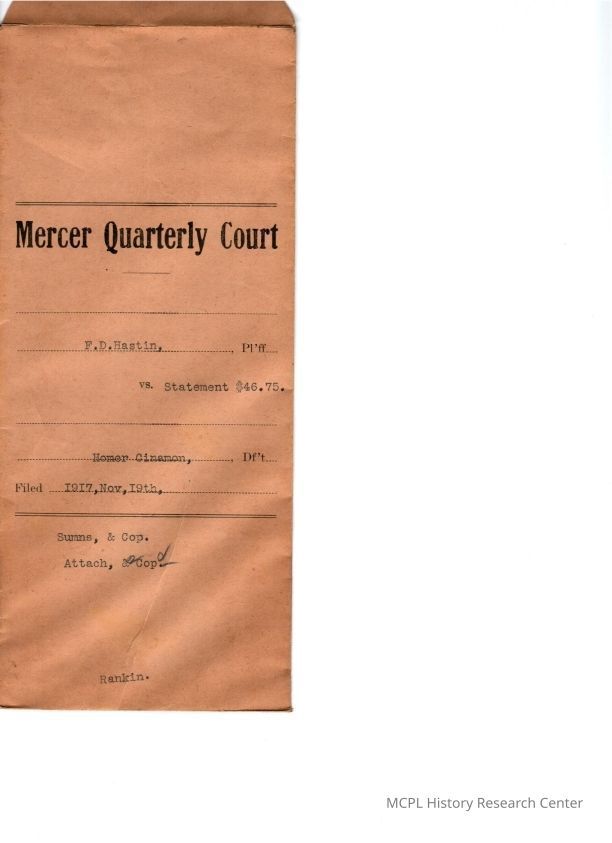 Mercer Quarterly Court
F.D.Hastin, Pl'ff
vs. Statement $46.75.
Homer Cinamon, Df't
Filed 1917,Nov,19th,
Sumns, & Cop.
Attach, & Cop.
Rankin.
MCPL History Research Center